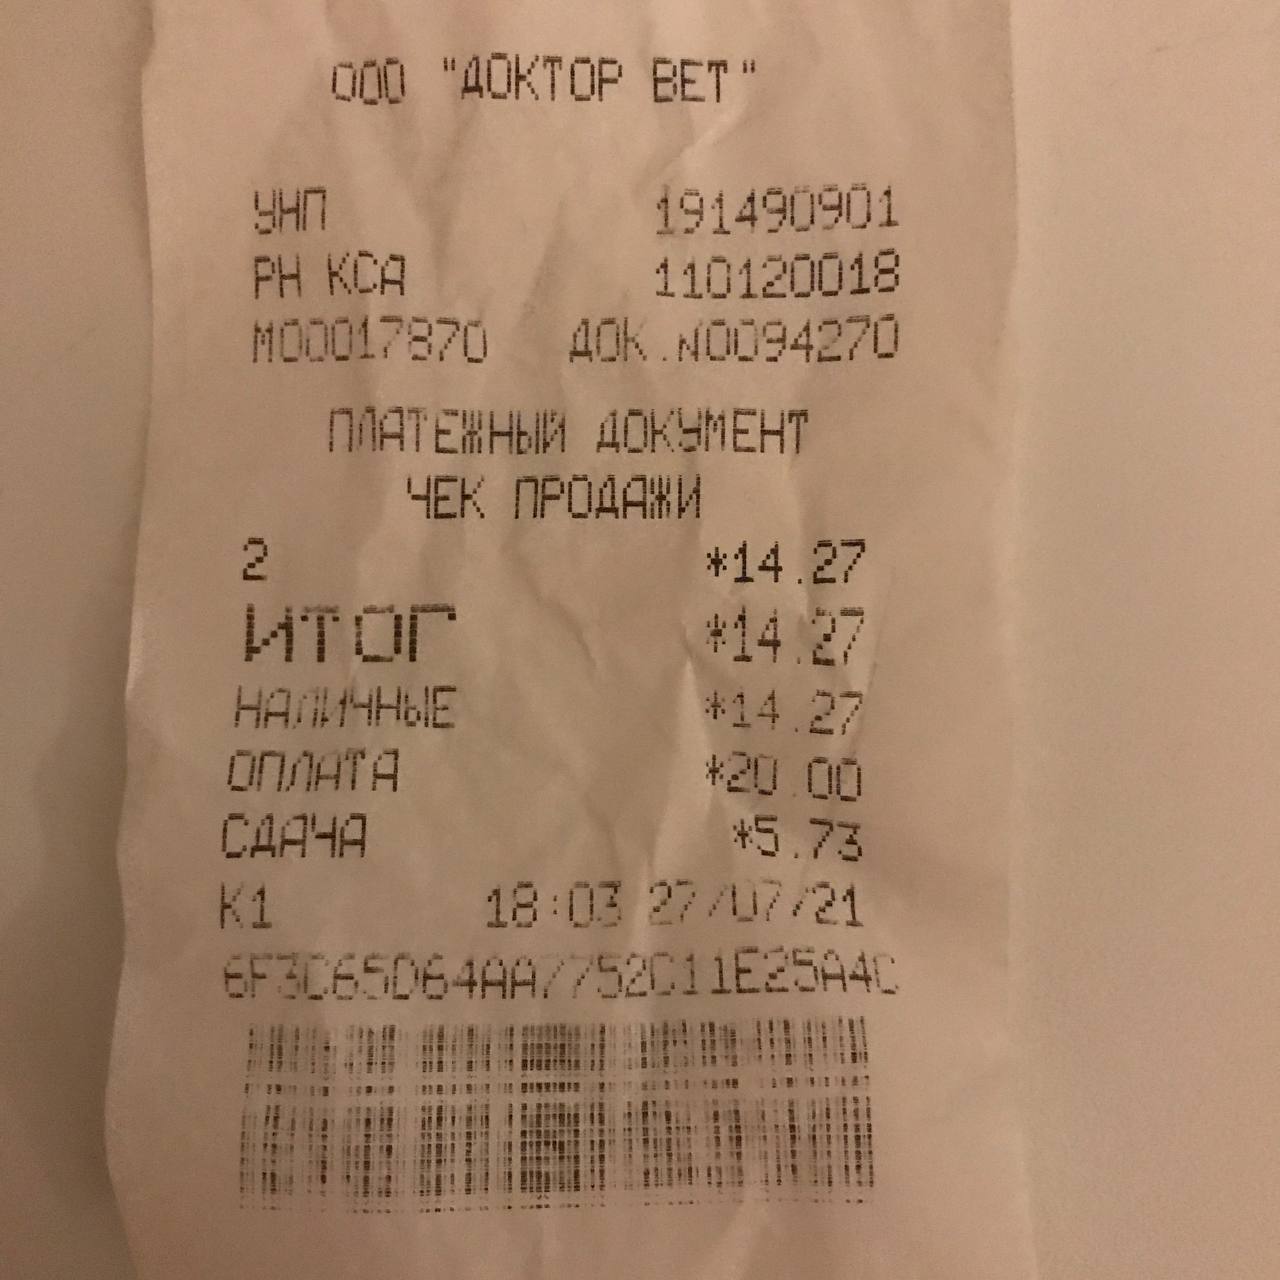 ООО "ДОКТОР ВЕТ"
УНП 191490901
РН КСА 110120018
М00017870 ДОК.N0094270
ПЛАТЕЖНЫЙ ДОКУМЕНТ
ЧЕК ПРОДАЖИ
2 *14.27
ИТОГ *14.27
НАЛИЧНЫЕ *14.27
ОПЛАТА *20.00
СДАЧА *5.73
К1 18:03 27/07/21
6F3C65D64AA7752C11E25A4C